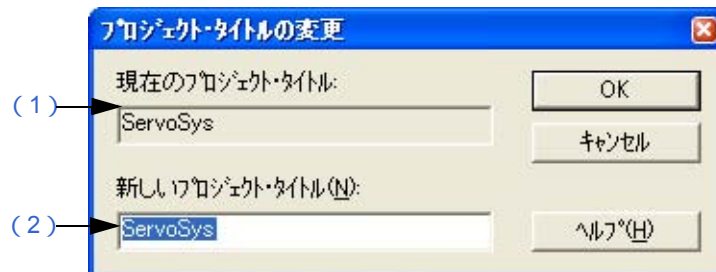 プロジェクト・タイトルの変更
現在のプロジェクト・タイトル:
OK
(1)
ServoSys
キャンセル
新しいプロジェクト・タイトル(N):
(2)
ServoSys
ヘルプ(H)